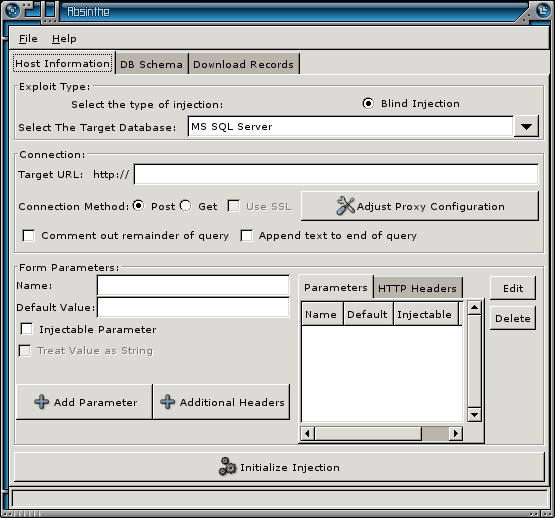 Absinthe
File Help
Host Information DB Schema Download Records
Exploit Type:
Select the type of injection: Blind Injection
Select The Target Database: MS SQL Server
Connection:
Target URL: http://
Connection Method: Post Get Use SSL Adjust Proxy Configuration
Comment out remainder of query Append text to end of query
Form Parameters:
Name:
Default Value:
Injectable Parameter
Treat Value as String
Add Parameter Additional Headers
Parameters HTTP Headers
Name Default Injectable
Edit
Delete
Initialize Injection